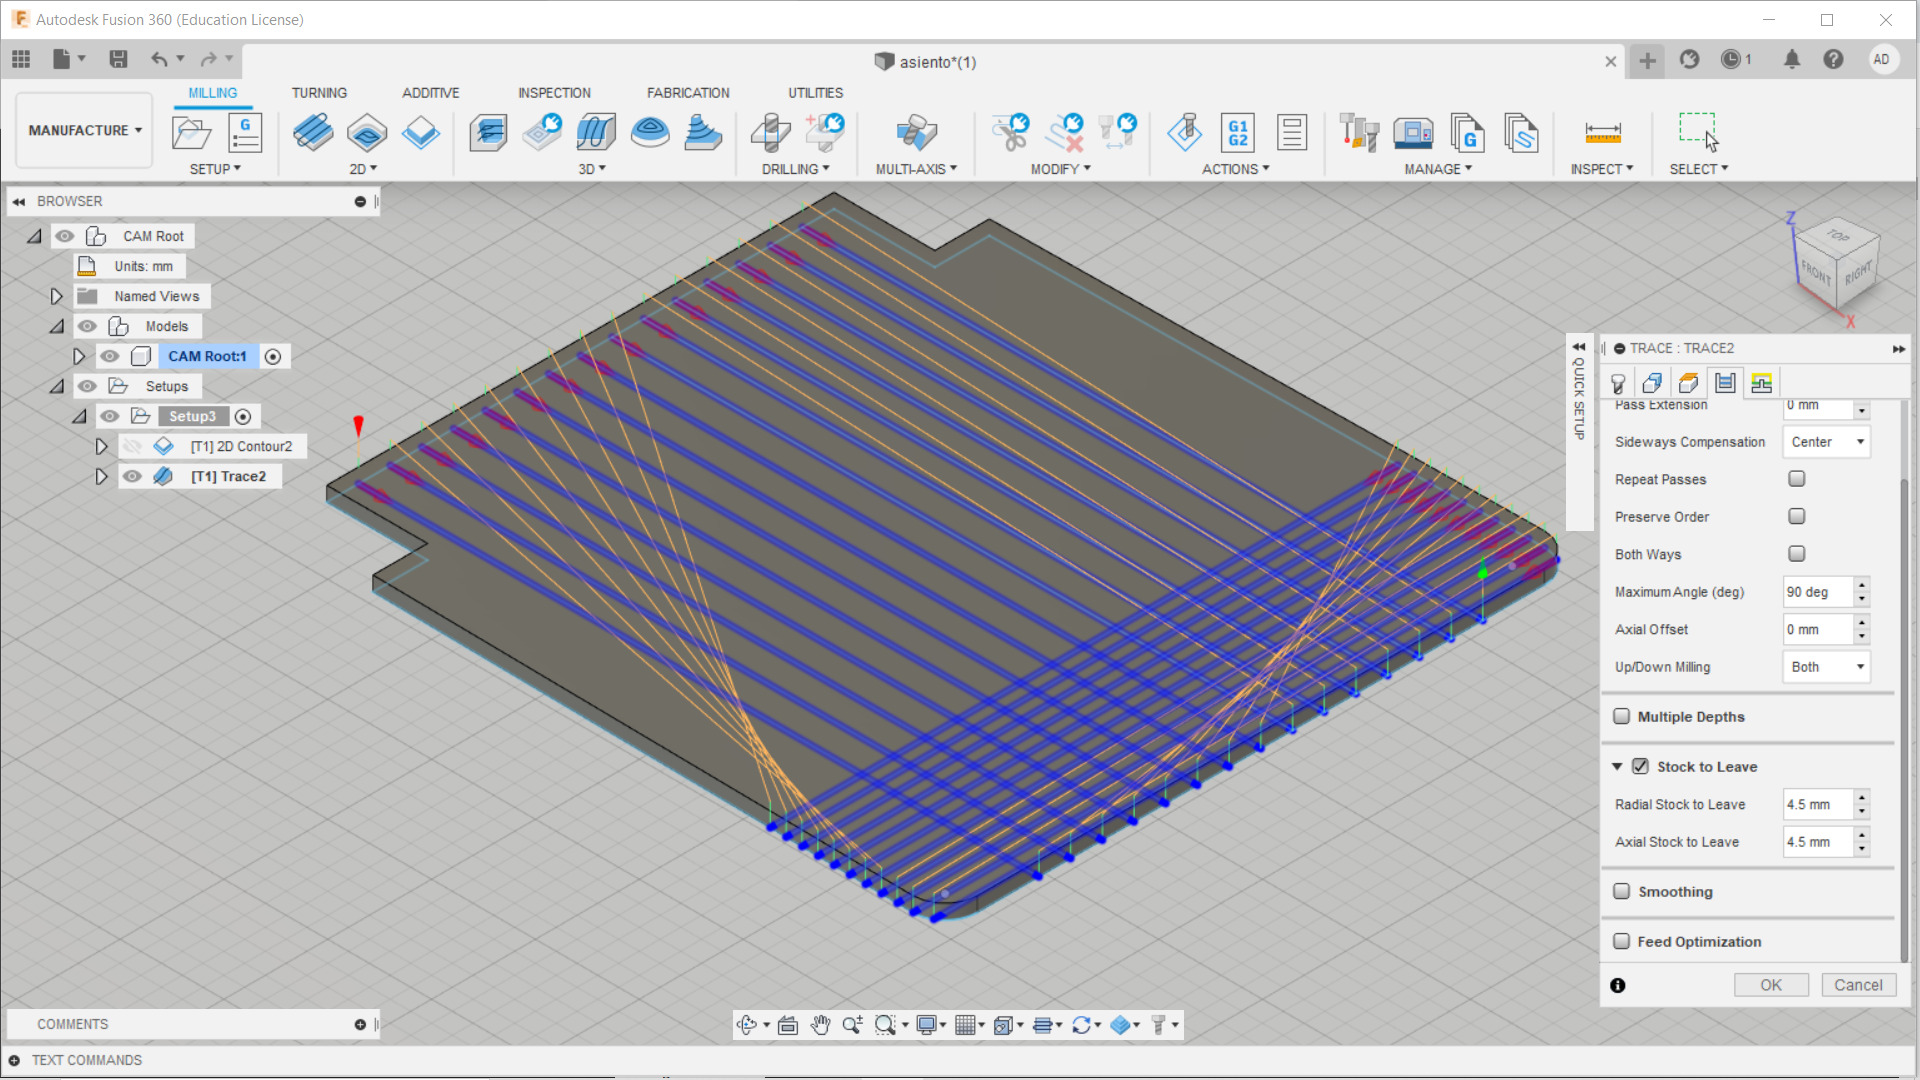 Autodesk Fusion 360 (Education License)
asiento*(1)
1
AD
MANUFACTURE
MILLING
TURNING
ADDITIVE
INSPECTION
FABRICATION
UTILITIES
G
G1
G2
G
SETUP
2D
3D
DRILLING
MULTI-AXIS
MODIFY
ACTIONS
MANAGE
INSPECT
SELECT
BROWSER
CAM Root
Units: mm
Named Views
Models
CAM Root:1
Setups
Setup3
[T1] 2D Contour2
[T1] Trace2
Z
TOP
FRONT
RIGHT
X
QUICK SETUP
TRACE : TRACE2
Pass Extension 0 mm
Sideways Compensation Center
Repeat Passes
Preserve Order
Both Ways
Maximum Angle (deg) 90 deg
Axial Offset 0 mm
Up/Down Milling Both
Multiple Depths
Stock to Leave
Radial Stock to Leave 4.5 mm
Axial Stock to Leave 4.5 mm
Smoothing
Feed Optimization
OK Cancel
COMMENTS
TEXT COMMANDS